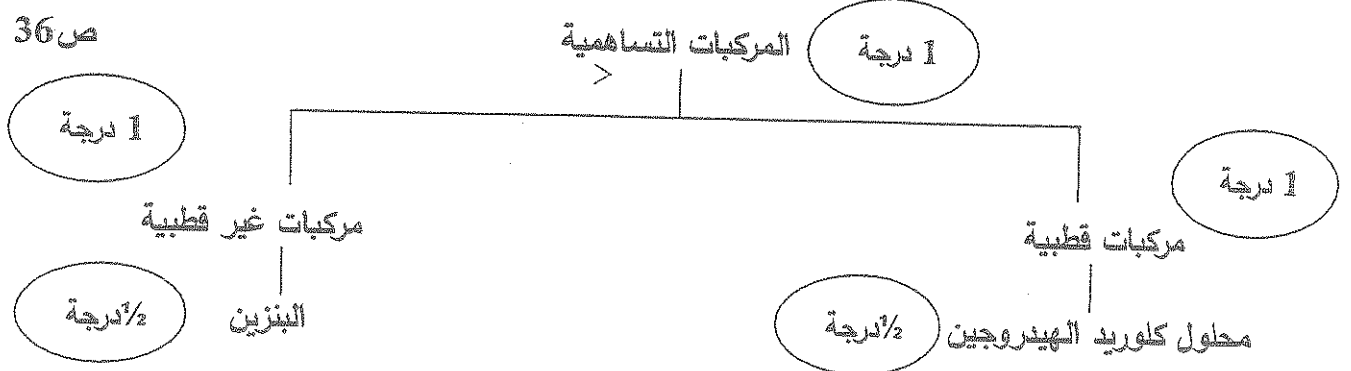 ص36
المركبات التساهمية
1 درجة
1 درجة
1 درجة
مركبات قطبية
مركبات غير قطبية
محلول كلوريد الهيدروجين
½درجة
البنزين
½درجة